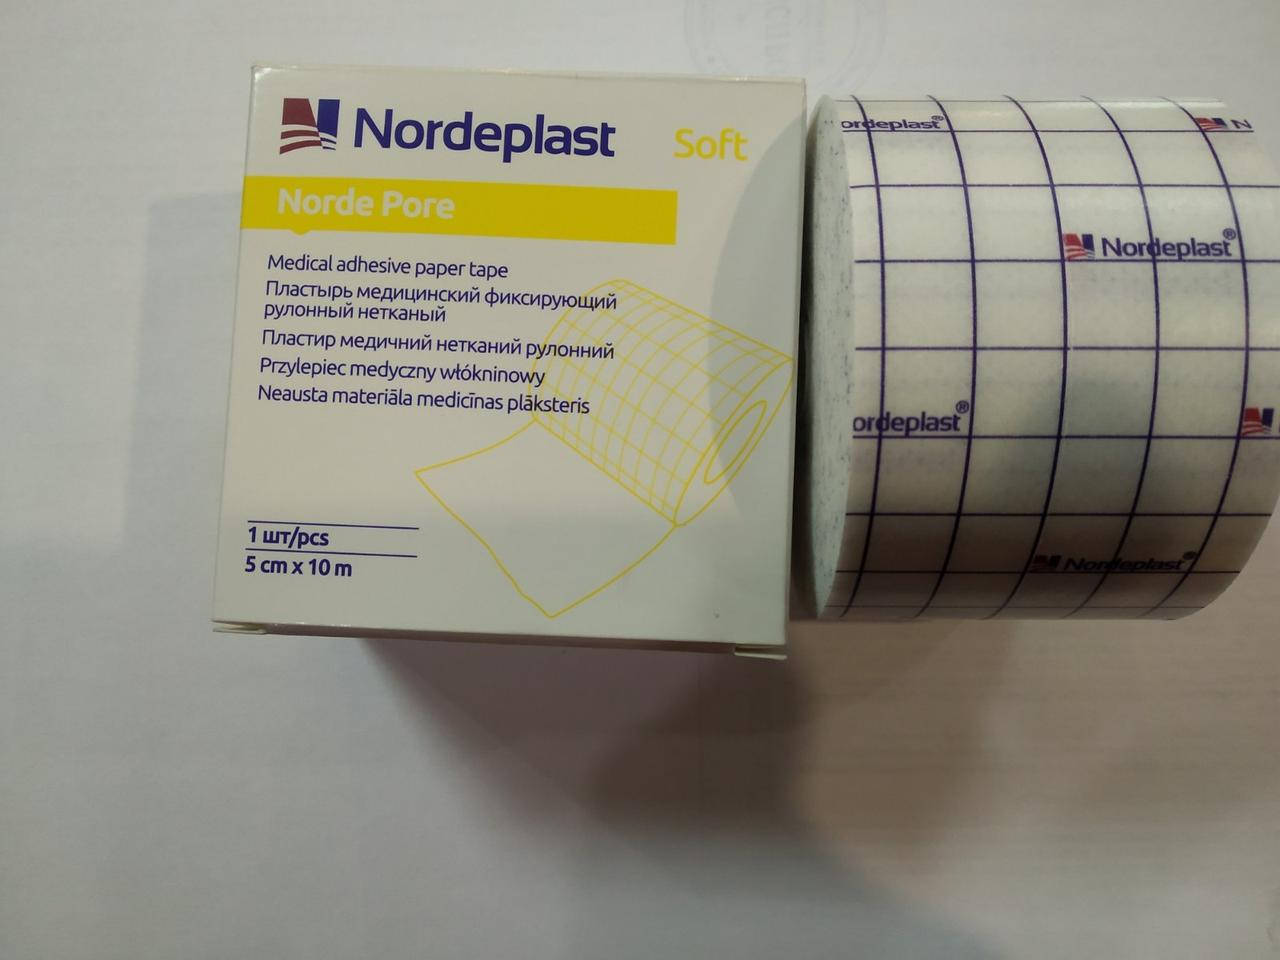 Nordeplast
Soft
Norde Pore
Medical adhesive paper tape
Пластырь медицинский фиксирующий
рулонный нетканый
Пластир медичний нетканий рулонний
Przylepiec medyczny włókninowy
Neausta materiāla medicīnas plāksteris
1 шт/pcs
5 cm x 10 m
ordeplast®
N
Nordeplast®
ordeplast®
Nordeplast®